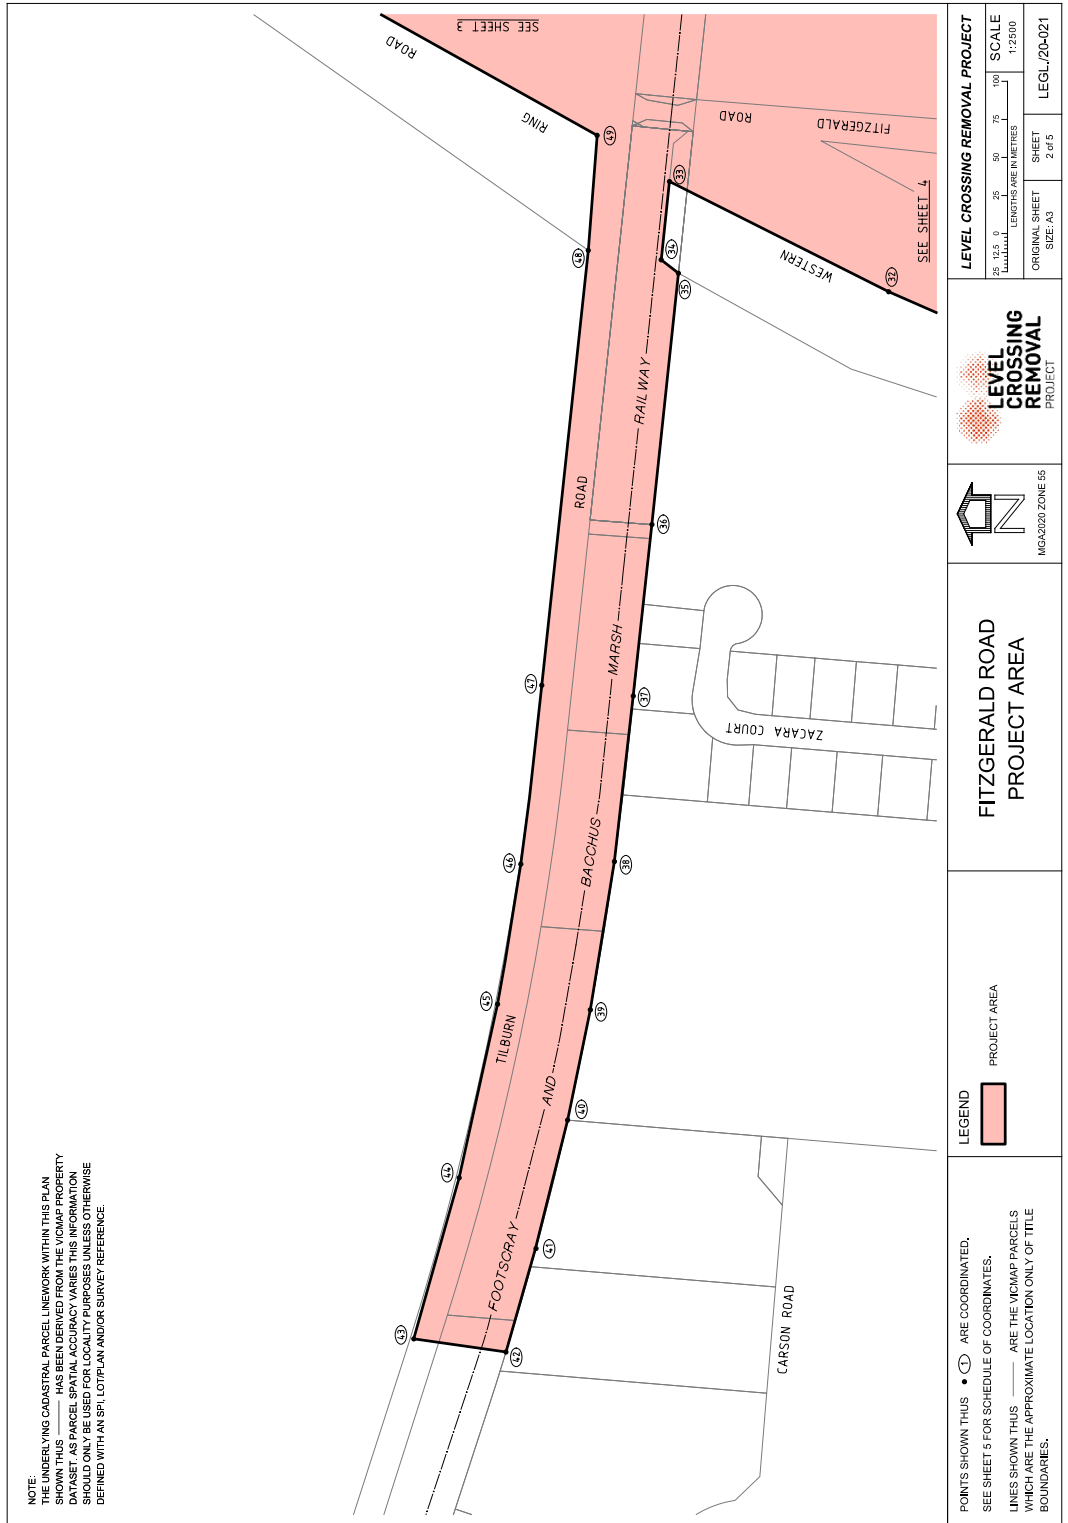 NOTE:
THE UNDERLYING CADASTRAL PARCEL LINEWORK WITHIN THIS PLAN
SHOWN THUS ——— HAS BEEN DERIVED FROM THE VICMAP PROPERTY
DATASET. AS PARCEL SPATIAL ACCURACY VARIES THIS INFORMATION
SHOULD ONLY BE USED FOR LOCALITY PURPOSES UNLESS OTHERWISE
DEFINED WITH AN SPI, LOT/PLAN AND/OR SURVEY REFERENCE.
43
44
45
46
47
48
49
42
41
40
39
38
37
36
35
34
33
32
TILBURN
ROAD
RING
ROAD
SEE SHEET 3
FOOTSCRAY
AND
BACCHUS
MARSH
RAILWAY
WESTERN
FITZGERALD
ROAD
SEE SHEET 4
ZACARA COURT
CARSON ROAD
POINTS SHOWN THUS • 1 ARE COORDINATED.
SEE SHEET 5 FOR SCHEDULE OF COORDINATES.
LINES SHOWN THUS ——— ARE THE VICMAP PARCELS
WHICH ARE THE APPROXIMATE LOCATION ONLY OF TITLE
BOUNDARIES.
LEGEND
PROJECT AREA
FITZGERALD ROAD
PROJECT AREA
N
MGA2020 ZONE 55
LEVEL
CROSSING
REMOVAL
PROJECT
LEVEL CROSSING REMOVAL PROJECT
25 12.5 0 25 50 75 100
LENGTHS ARE IN METRES
SCALE
1:2500
ORIGINAL SHEET
SIZE: A3
SHEET
2 of 5
LEGL./20-021